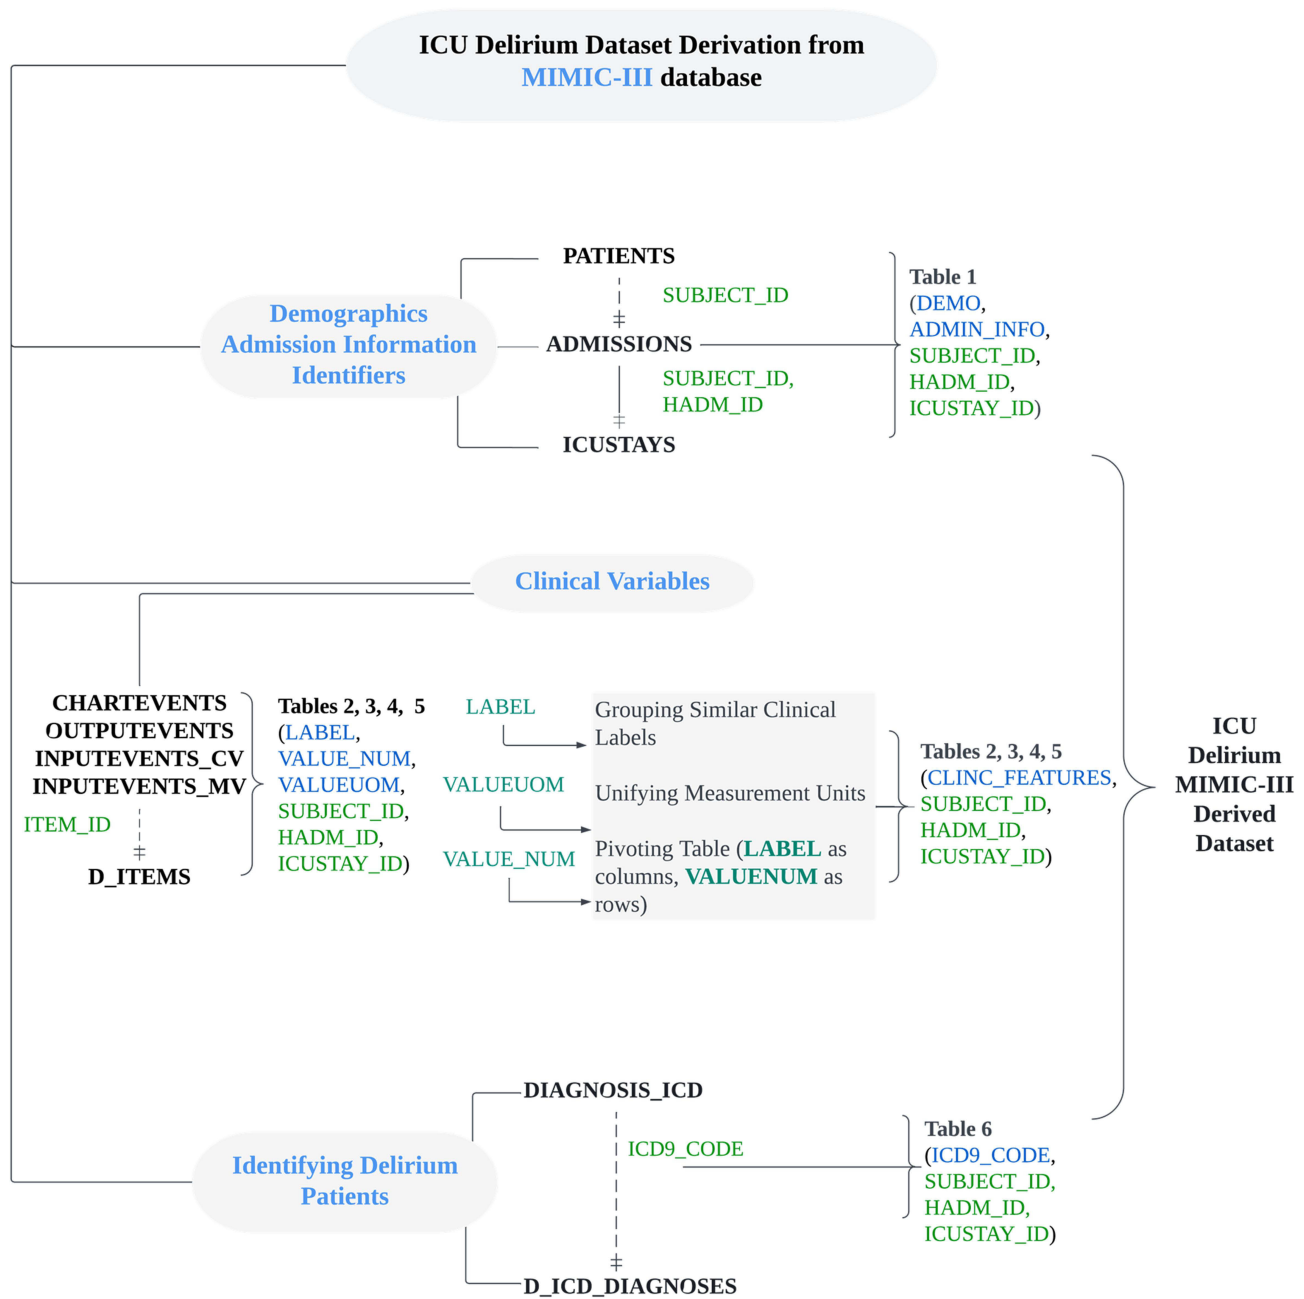 ICU Delirium Dataset Derivation from
MIMIC-III database
PATIENTS
SUBJECT_ID
Demographics
Admission Information
Identifiers
ADMISSIONS
SUBJECT_ID,
HADM_ID
ICUSTAYS
Table 1
(DEMO,
ADMIN_INFO,
SUBJECT_ID,
HADM_ID,
ICUSTAY_ID)
Clinical Variables
CHARTEVENTS
OUTPUTEVENTS
INPUTEVENTS_CV
INPUTEVENTS_MV
ITEM_ID
D_ITEMS
Tables 2, 3, 4, 5
(LABEL,
VALUE_NUM,
VALUEUOM,
SUBJECT_ID,
HADM_ID,
ICUSTAY_ID)
LABEL
VALUEUOM
VALUE_NUM
Grouping Similar Clinical
Labels
Unifying Measurement Units
Pivoting Table (LABEL as
columns, VALUENUM as
rows)
Tables 2, 3, 4, 5
(CLINC_FEATURES,
SUBJECT_ID,
HADM_ID,
ICUSTAY_ID)
ICU
Delirium
MIMIC-III
Derived
Dataset
DIAGNOSIS_ICD
ICD9_CODE
Identifying Delirium
Patients
D_ICD_DIAGNOSES
Table 6
(ICD9_CODE,
SUBJECT_ID,
HADM_ID,
ICUSTAY_ID)